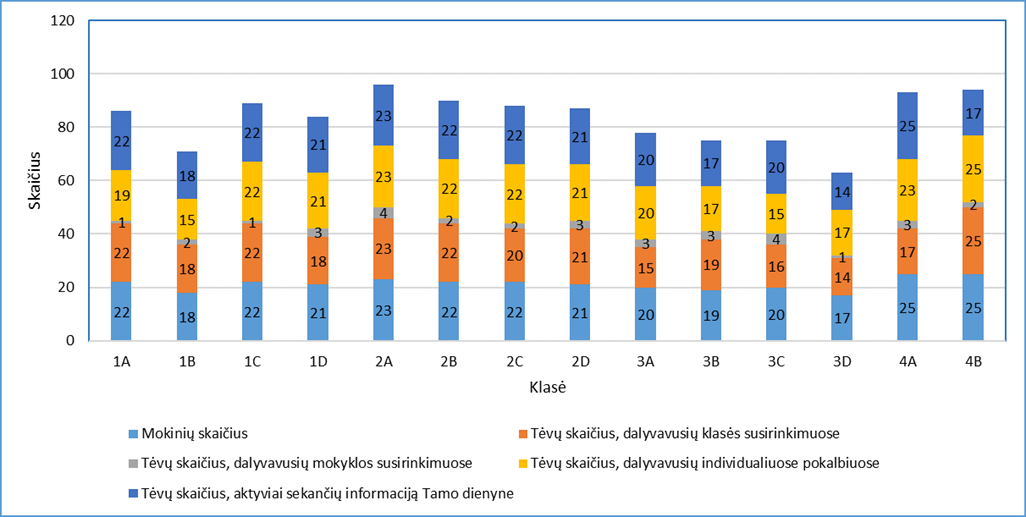 120
100
80
60
40
20
0
Skaičius
22 18 22 21 23 22 22 21 20 17 20 14 25 17
19 15 22 21 23 22 22 21 20 17 15 17 23 25
1 2 1 3 4 2 2 3 3 3 4 1 3 2
22 18 22 18 23 22 20 21 15 19 16 14 17 25
22 18 22 21 23 22 22 21 20 19 20 17 25 25
1A 1B 1C 1D 2A 2B 2C 2D 3A 3B 3C 3D 4A 4B
Klasė
Mokinių skaičius
Tėvų skaičius, dalyvavusių klasės susirinkimuose
Tėvų skaičius, dalyvavusių mokyklos susirinkimuose
Tėvų skaičius, dalyvavusių individualiuose pokalbiuose
Tėvų skaičius, aktyviai sekančių informaciją Tamo dienyne